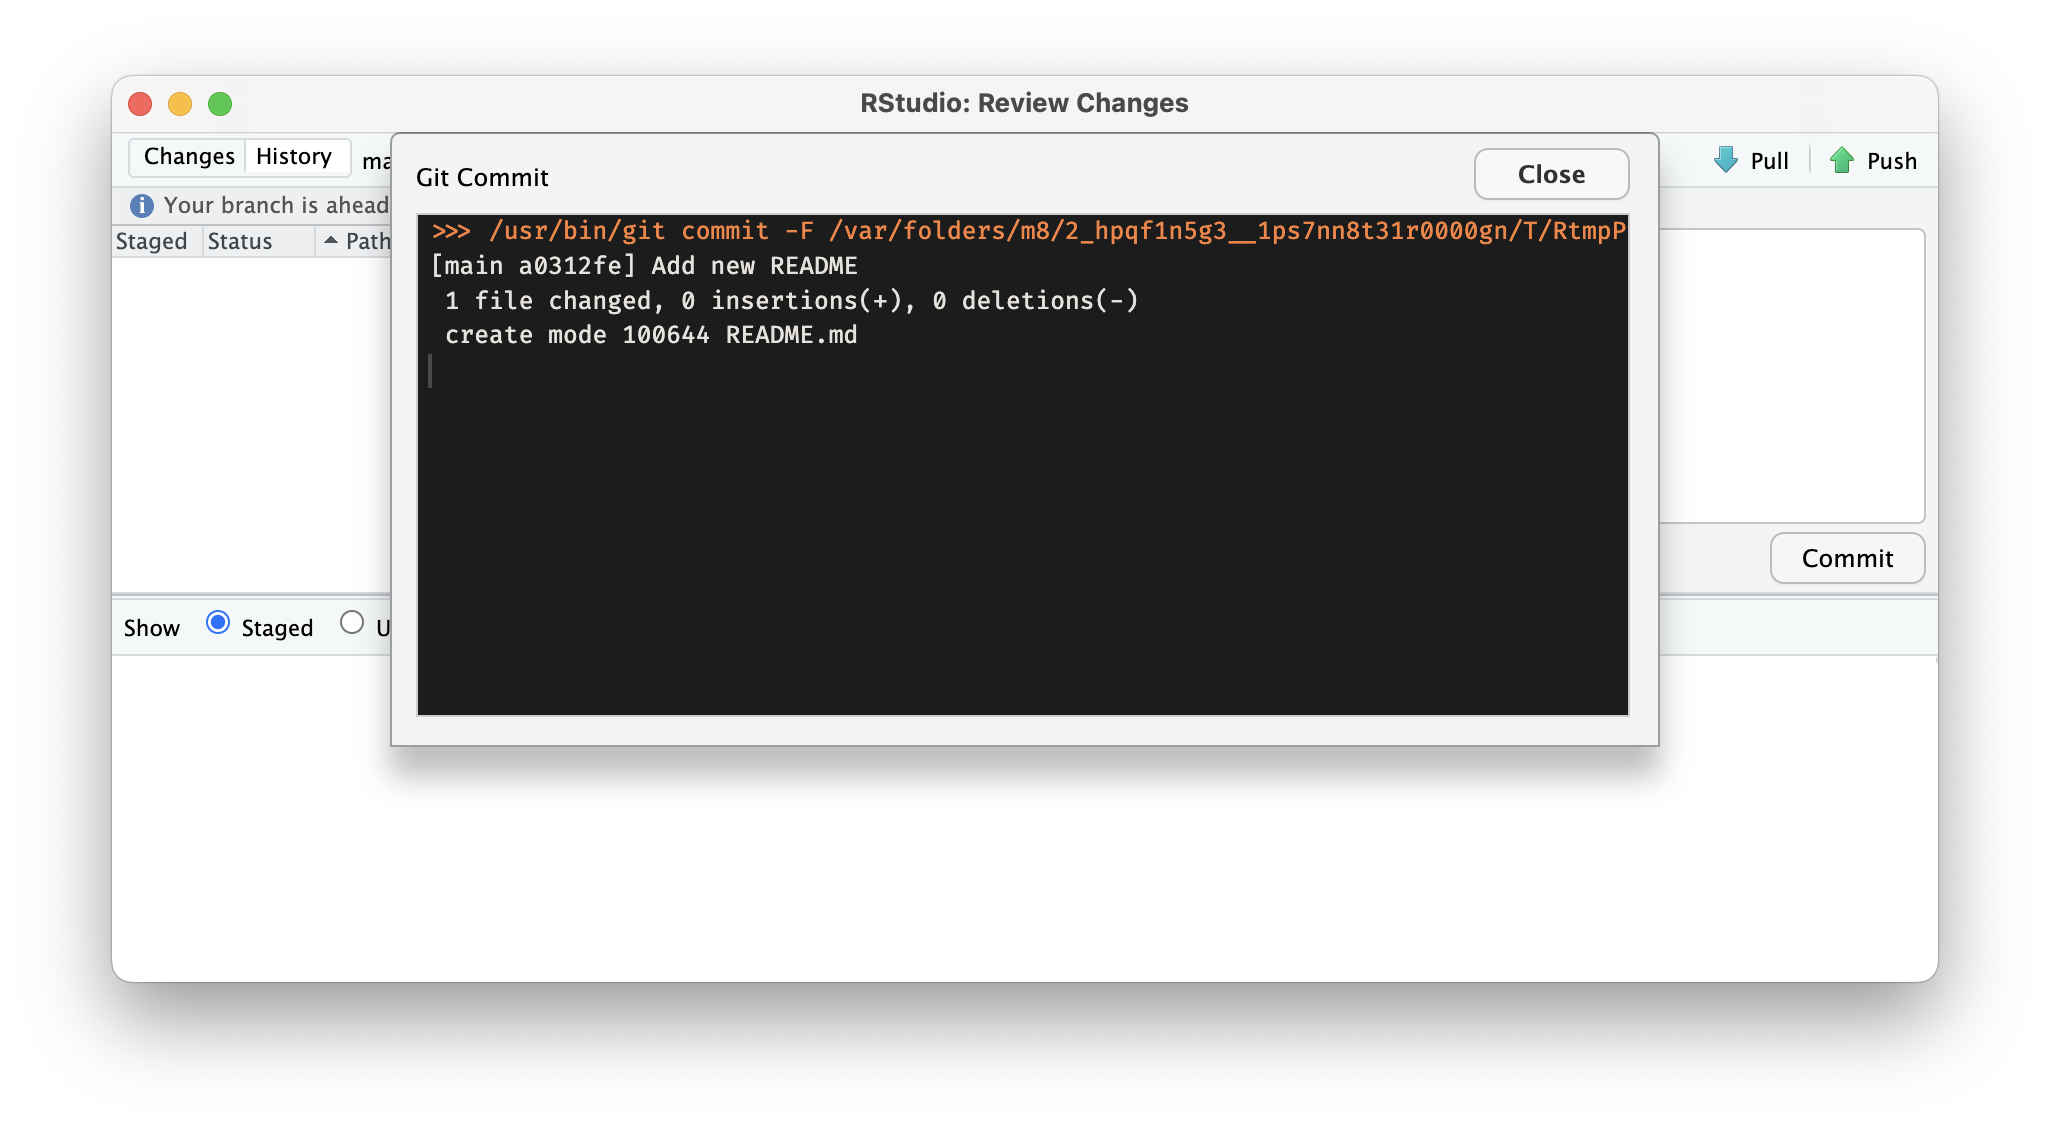 RStudio: Review Changes
Changes History ma
Pull Push
Your branch is ahead
Staged Status Path
Git Commit
Close
>>> /usr/bin/git commit -F /var/folders/m8/2_hpqf1n5g3__1ps7nn8t31r0000gn/T/RtmpP
[main a0312fe] Add new README
1 file changed, 0 insertions(+), 0 deletions(-)
create mode 100644 README.md
Commit
Show Staged U